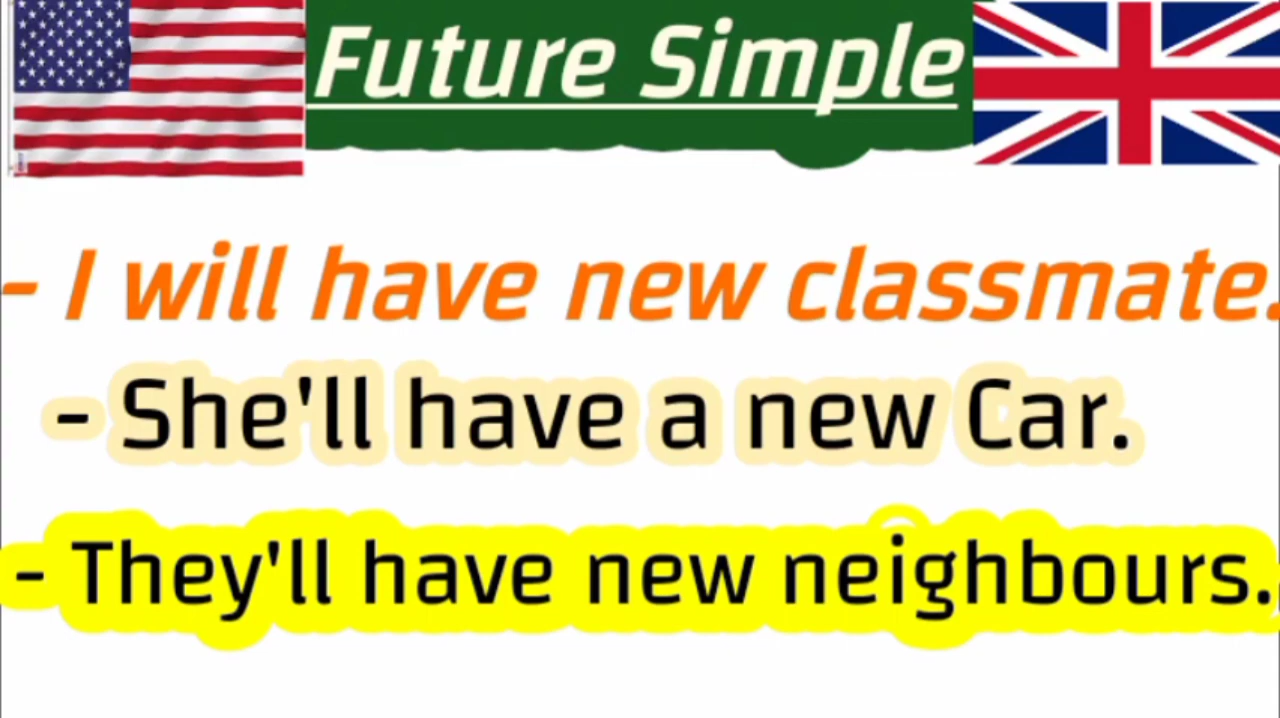 Future Simple
- I will have new classmate.
- She'll have a new Car.
- They'll have new neighbours.